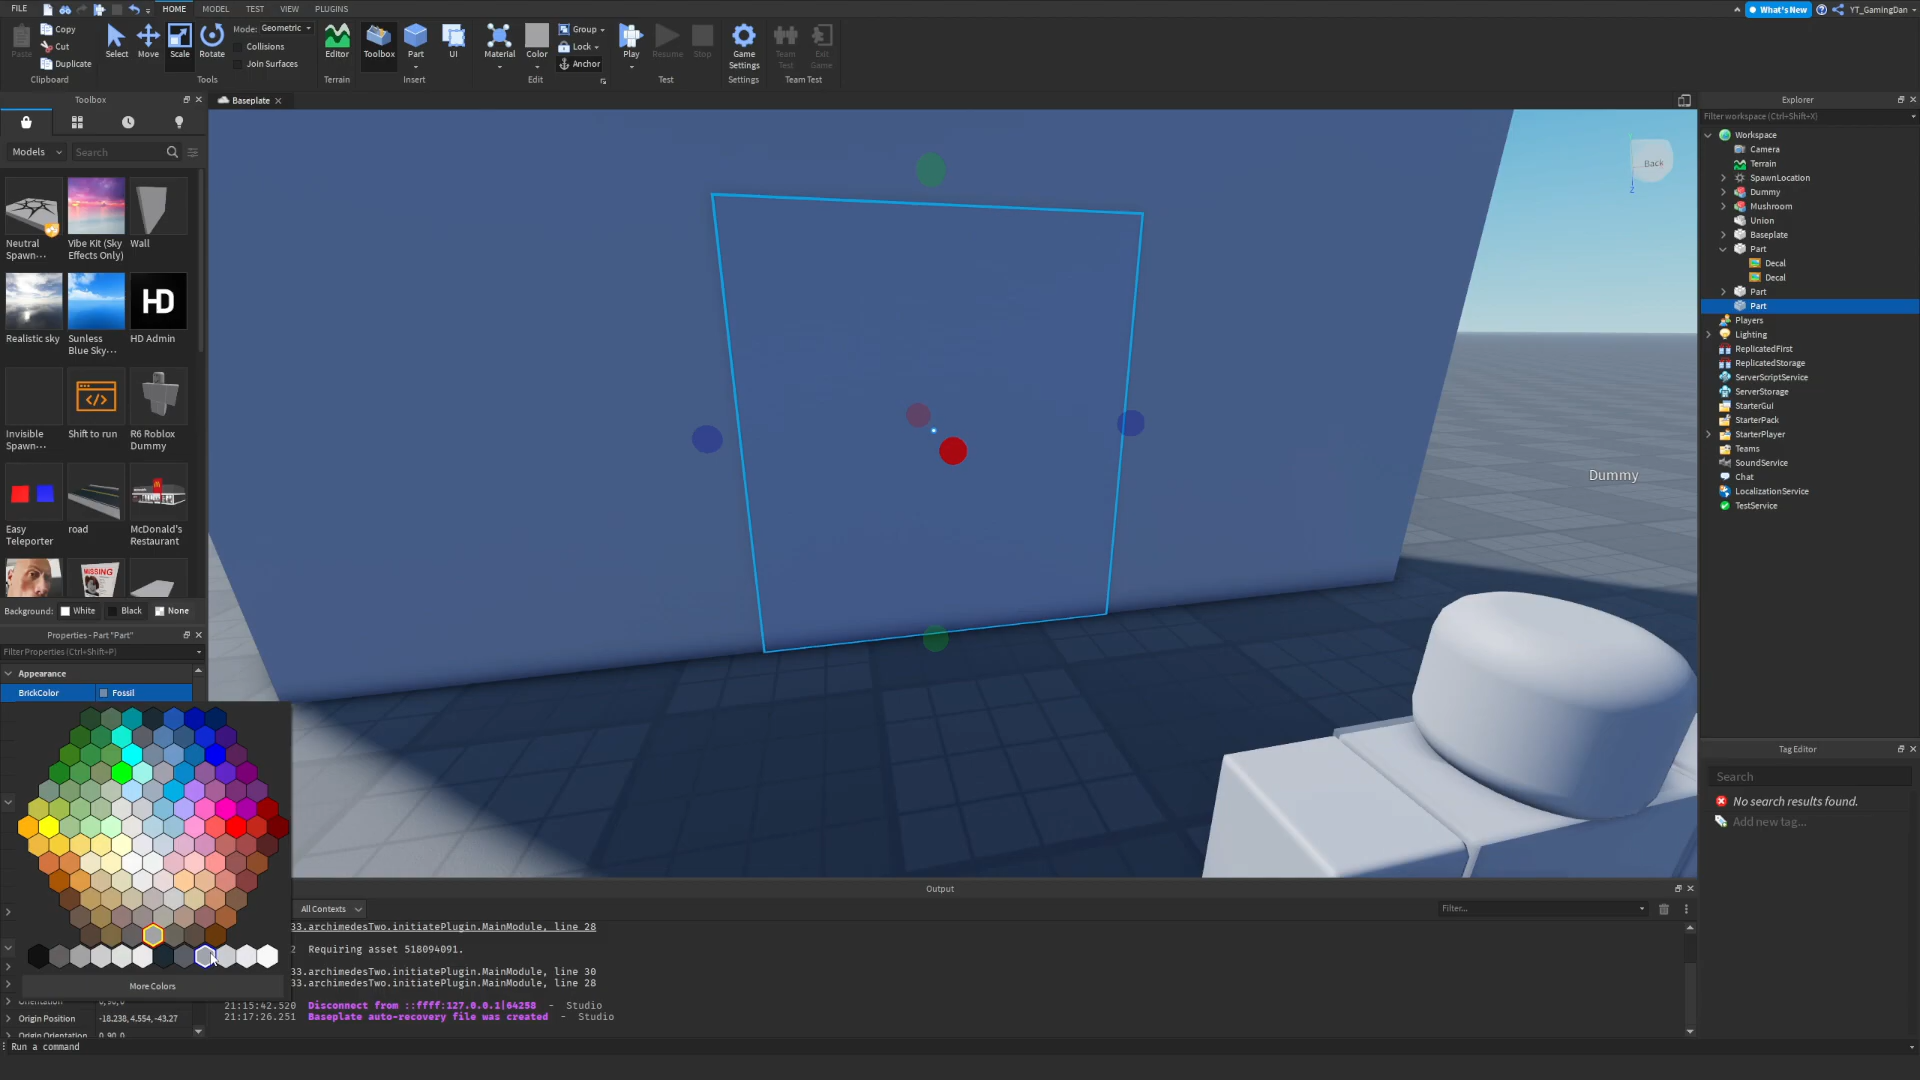 FILE
HOME
MODEL
TEST
VIEW
PLUGINS
What's New
YT_GamingDan
Paste
Copy
Cut
Duplicate
Clipboard
Select
Move
Scale
Rotate
Mode: Geometric
Collisions
Join Surfaces
Tools
Editor
Terrain
Toolbox
Part
UI
Insert
Material
Color
Group
Lock
Anchor
Edit
Play
Resume
Stop
Test
Game Settings
Settings
Team Test
Exit Game
Team Test
Toolbox
Baseplate
Explorer
Filter workspace (Ctrl+Shift+X)
Models
Search
Neutral Spawn...
Vibe Kit (Sky Effects Only)
Wall
Realistic sky
Sunless Blue Sky...
HD
HD Admin
Invisible Spawn...
Shift to run
R6 Roblox Dummy
Easy Teleporter
road
McDonald's Restaurant
MISSING
Background:
White
Black
None
Properties - Part "Part"
Filter Properties (Ctrl+Shift+P)
Appearance
BrickColor
Fossil
More Colors
Orientation
0,90,0
Origin Position
-18.238, 4.554, -43.27
Origin Orientation
0,90,0
Run a command
Back
Z
Dummy
Workspace
Camera
Terrain
SpawnLocation
Dummy
Mushroom
Union
Baseplate
Part
Decal
Decal
Part
Part
Players
Lighting
ReplicatedFirst
ReplicatedStorage
ServerScriptService
ServerStorage
StarterGui
StarterPack
StarterPlayer
Teams
SoundService
Chat
LocalizationService
TestService
Tag Editor
Search
No search results found.
Add new tag...
Output
All Contexts
Filter...
33.archimedesTwo.initiatePlugin.MainModule, line 28
2 Requiring asset 518094091.
33.archimedesTwo.initiatePlugin.MainModule, line 30
33.archimedesTwo.initiatePlugin.MainModule, line 28
21:15:42.520 Disconnect from ::ffff:127.0.0.1|64258 - Studio
21:17:26.251 Baseplate auto-recovery file was created - Studio